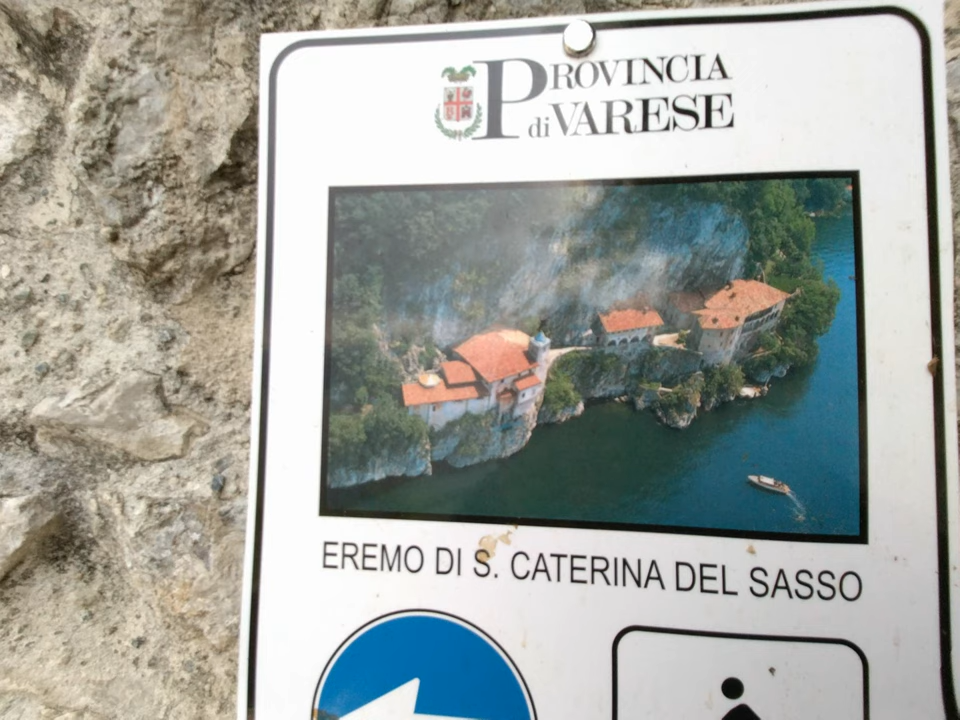 PROVINCIA
di VARESE
EREMO DI S. CATERINA DEL SASSO